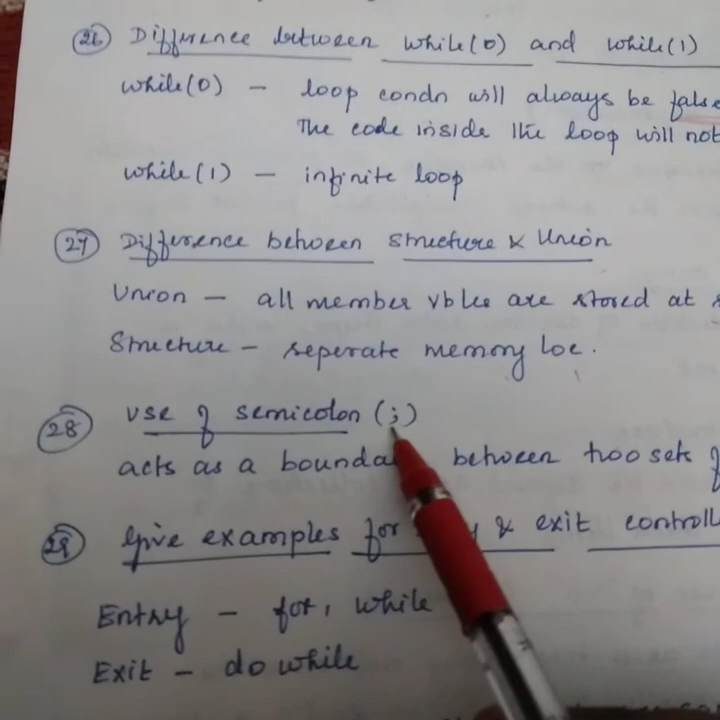 26 Difference between while(0) and while(1)
while(0) - loop condn will always be false
The code inside the loop will not
while(1) - infinite loop
27 Difference between Structure & Union
Union - all member vbles are stored at
Structure - seperate memory loc.
28 Use of semicolon (;)
acts as a between two sets
29 Give examples for & exit
Entry - for, while
Exit - do while